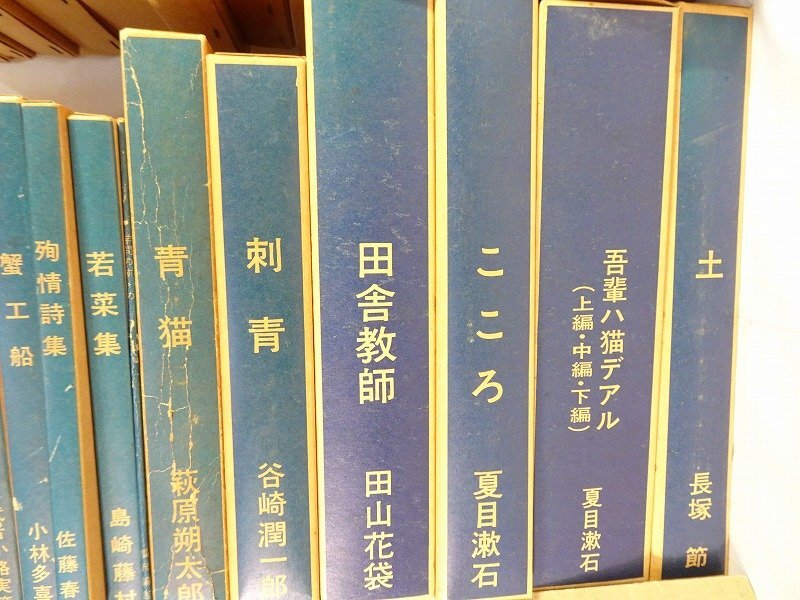 土
長塚 節
吾輩ハ猫デアル
（上編・中編・下編）
夏目漱石
こころ
夏目漱石
田舎教師
田山花袋
刺青
谷崎潤一郎
青猫
萩原朔太郎
若菜集
島崎藤村
殉情詩集
佐藤春
蟹工船
小林多喜